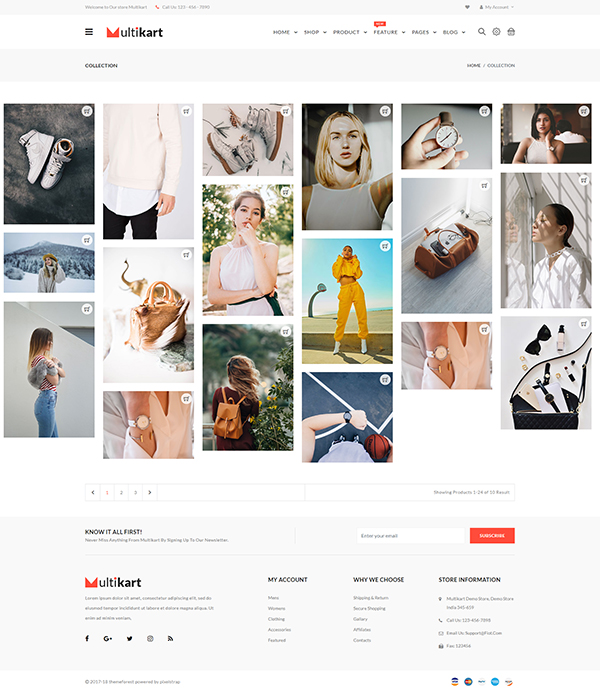 Welcome to Our store Multikart
Call Us: 123 - 456 - 7890
My Account
Multikart
HOME
SHOP
PRODUCT
NEW
FEATURE
PAGES
BLOG
COLLECTION
HOME / COLLECTION
1 2 3
Showing Products 1-24 of 10 Result
KNOW IT ALL FIRST!
Never Miss Anything From Multikart By Signing Up To Our Newsletter.
Enter your email
SUBSCRIBE
Multikart
Lorem ipsum dolor sit amet, consectetur adipiscing elit, sed do
eiusmod tempor incididunt ut labore et dolore magna aliqua. Ut
enim ad minim veniam,
MY ACCOUNT
Mens
Womens
Clothing
Accessories
Featured
WHY WE CHOOSE
Shipping & Return
Secure Shopping
Gallary
Affiliates
Contacts
STORE INFORMATION
Multikart Demo Store, Demo Store
India 345-659
Call Us: 123-456-7898
Email Us: Support@Fiot.Com
Fax: 123456
© 2017-18 themeforest powered by pixelstrap